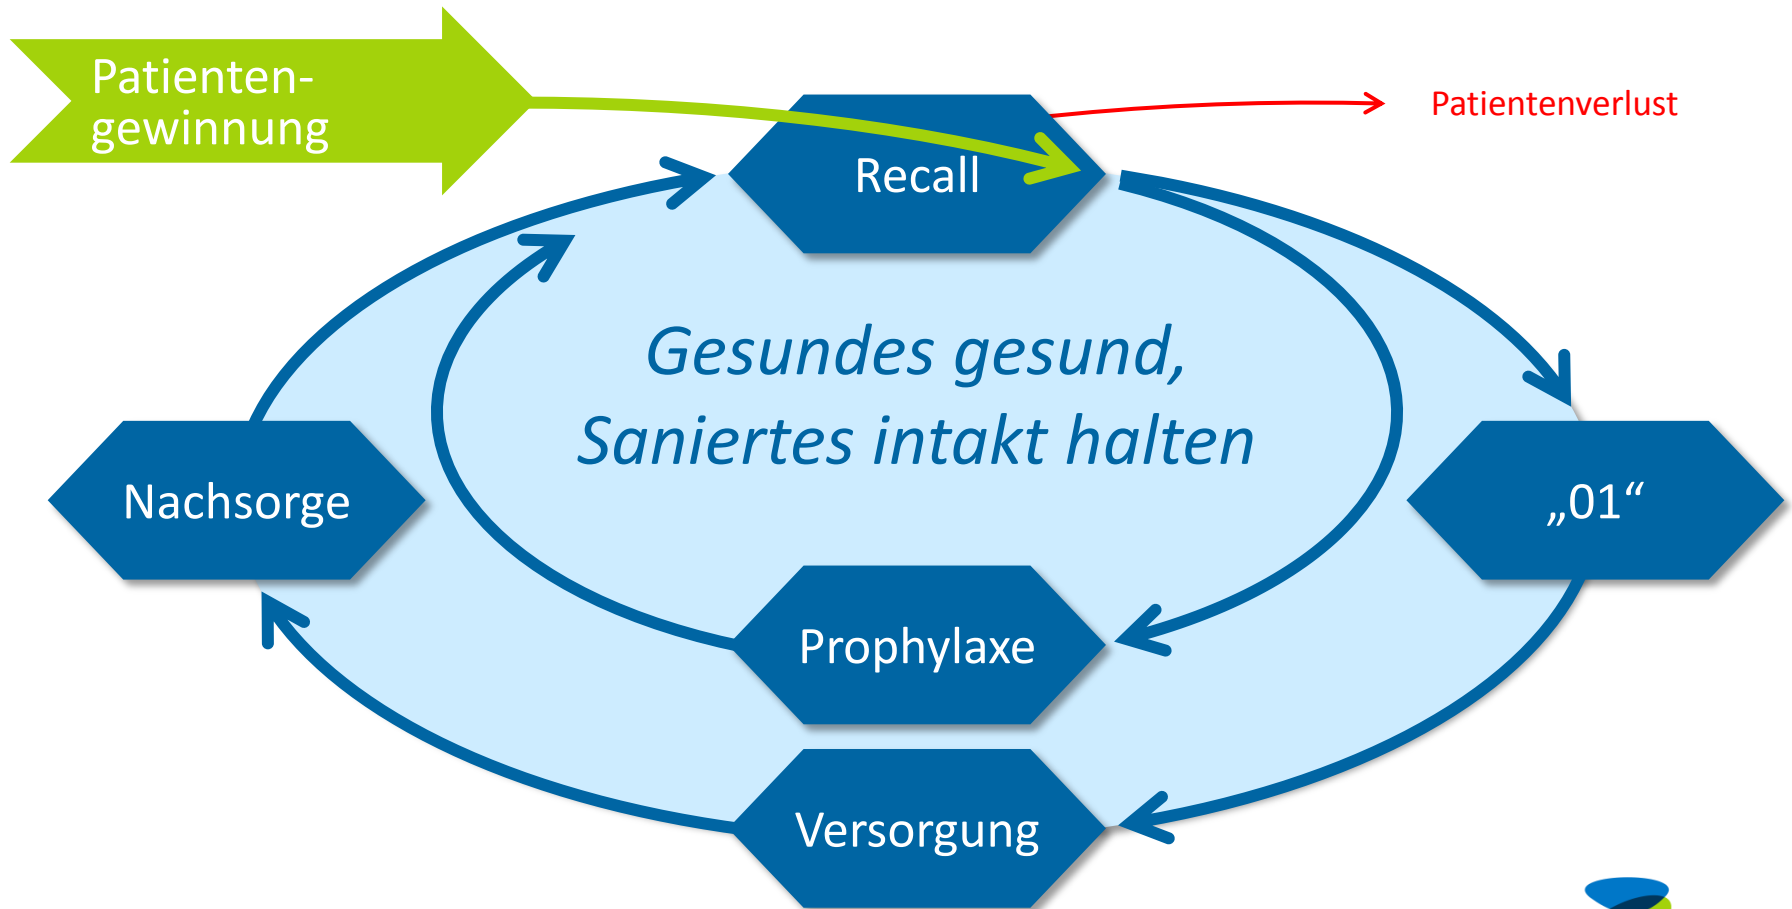 Patienten-
gewinnung
Patientenverlust
Recall
Gesundes gesund,
Saniertes intakt halten
Nachsorge
„01“
Prophylaxe
Versorgung